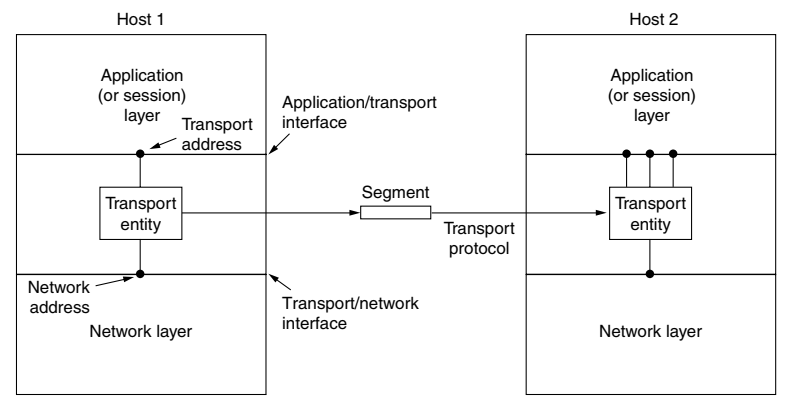 Host 1
Host 2
Application
(or session)
layer
Transport
address
Application/transport
interface
Application
(or session)
layer
Transport
entity
Segment
Transport
protocol
Transport
entity
Network
address
Transport/network
interface
Network layer
Network layer